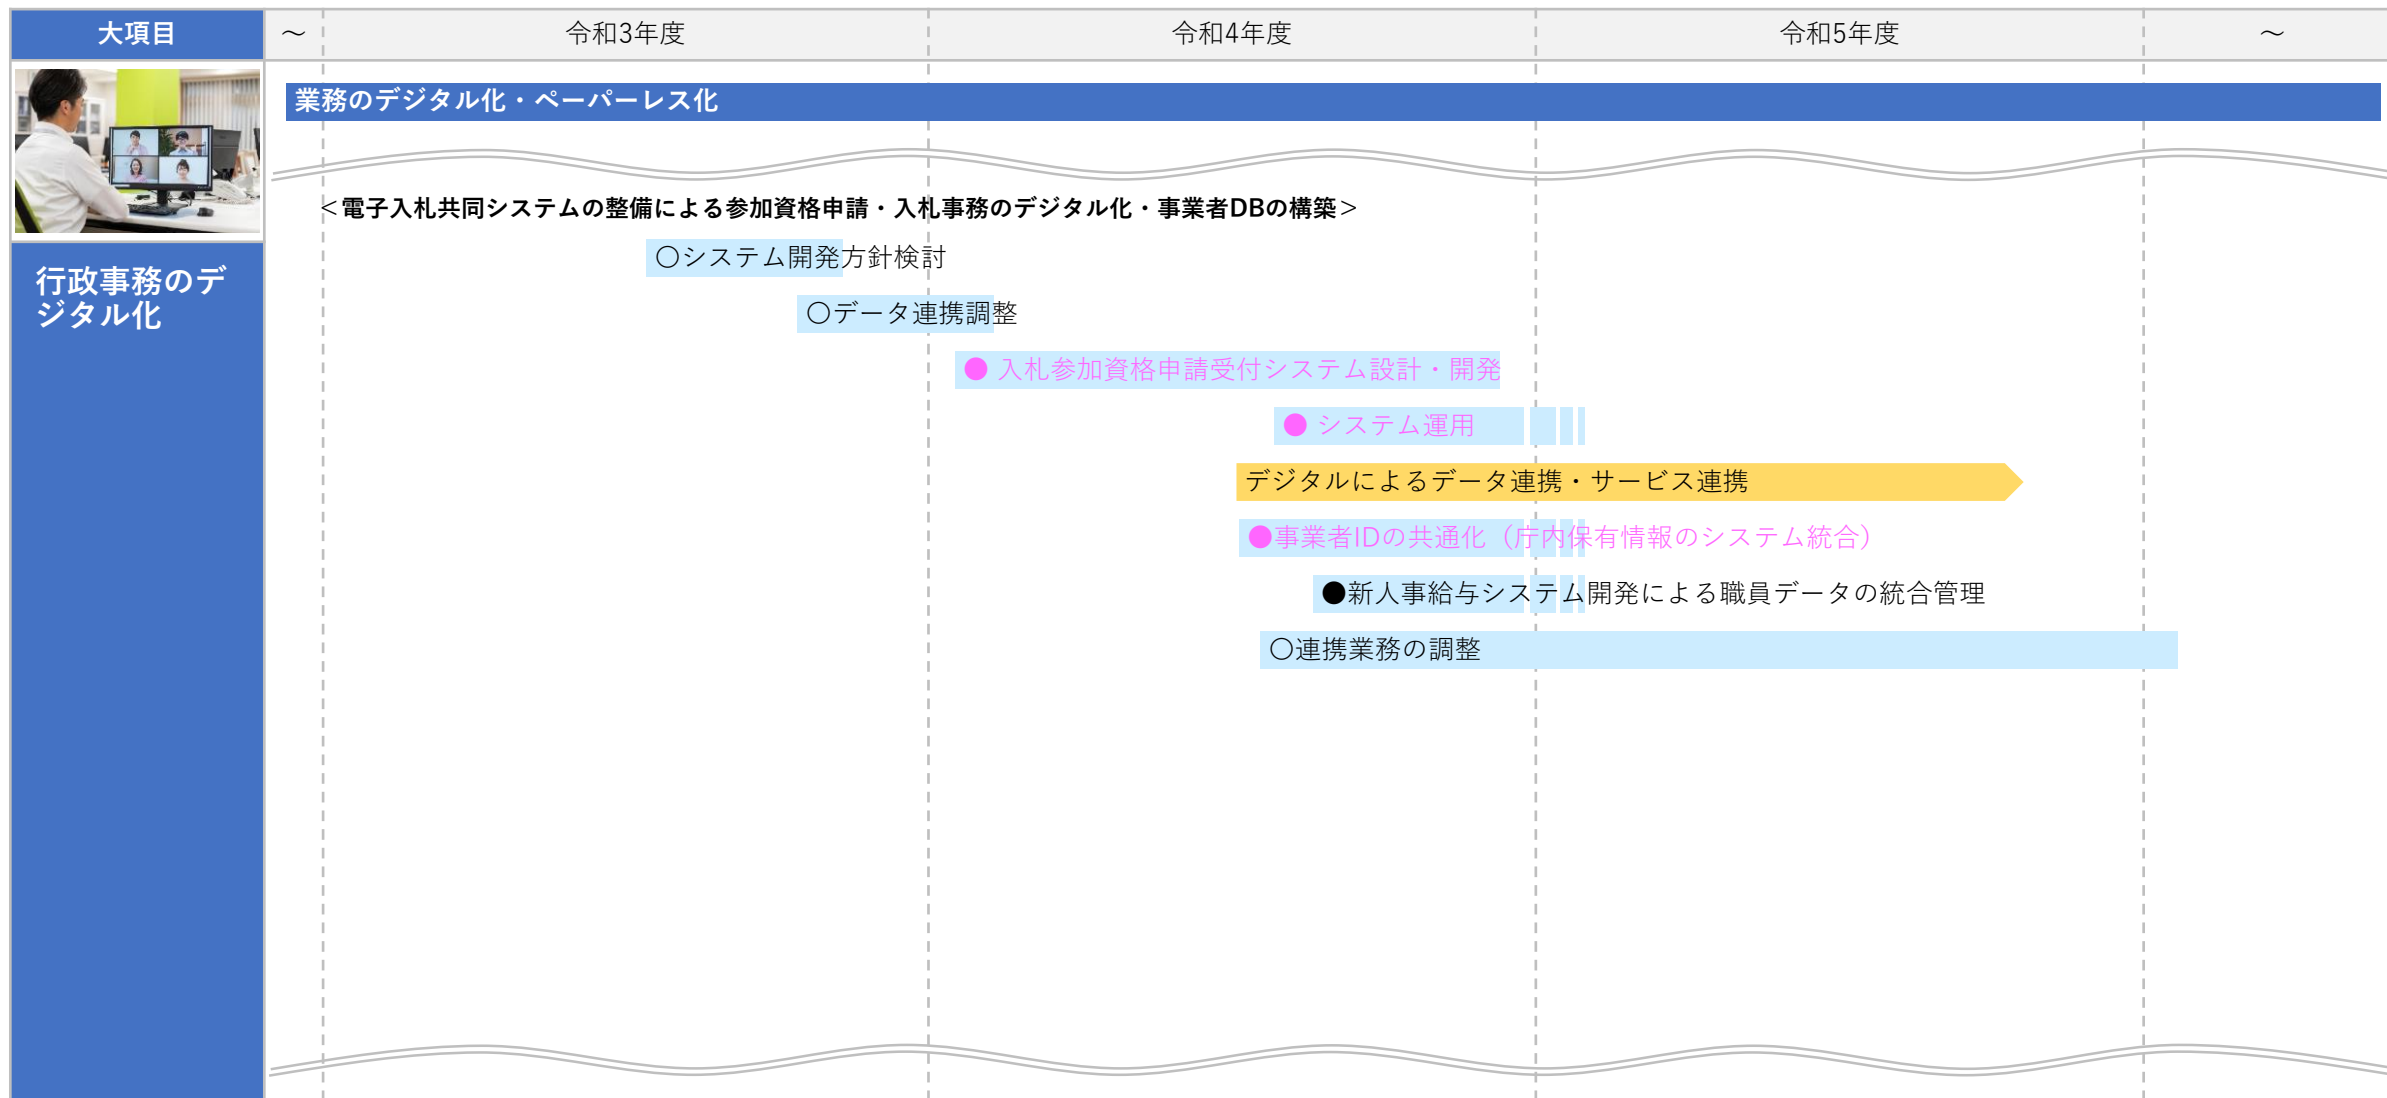 大項目
～
令和3年度
令和4年度
令和5年度
～
業務のデジタル化・ペーパーレス化
＜電子入札共同システムの整備による参加資格申請・入札事務のデジタル化・事業者DBの構築＞
行政事務のデ
ジタル化
〇システム開発方針検討
〇データ連携調整
● 入札参加資格申請受付システム設計・開発
● システム運用
デジタルによるデータ連携・サービス連携
●事業者IDの共通化（庁内保有情報のシステム統合）
●新人事給与システム開発による職員データの統合管理
〇連携業務の調整